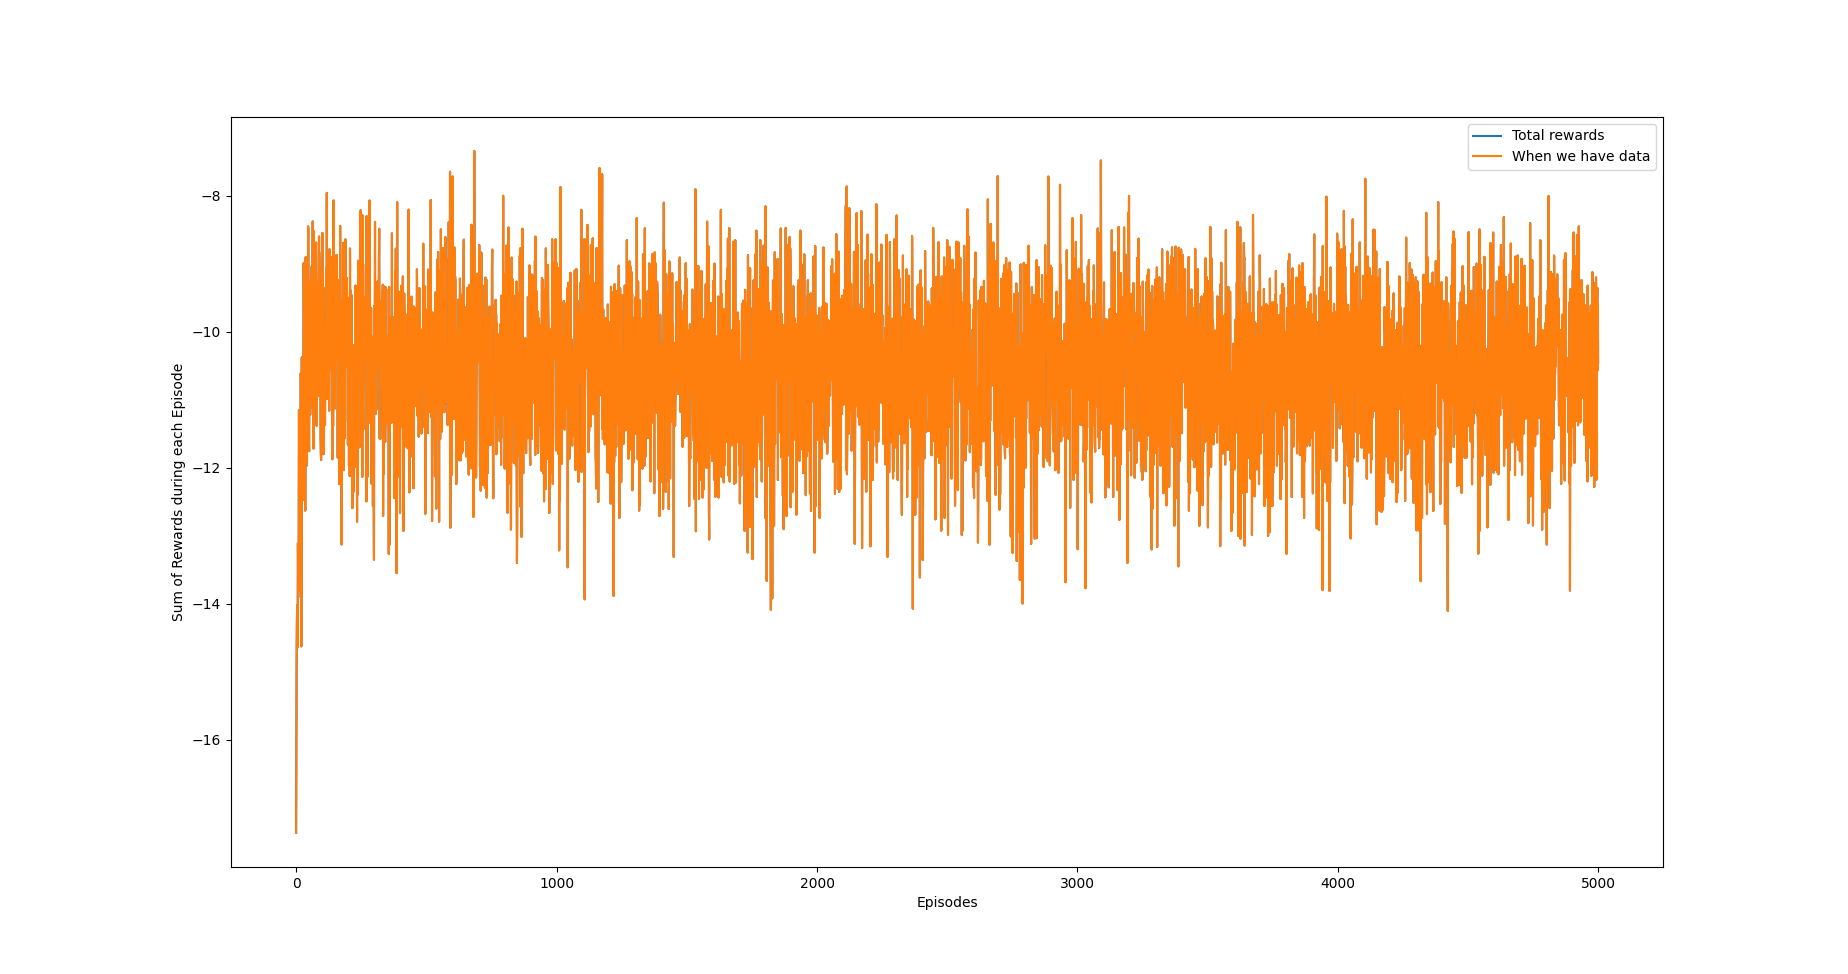 Total rewards
When we have data
−8
−10
−12
−14
−16
Sum of Rewards during each Episode
0 1000 2000 3000 4000 5000
Episodes